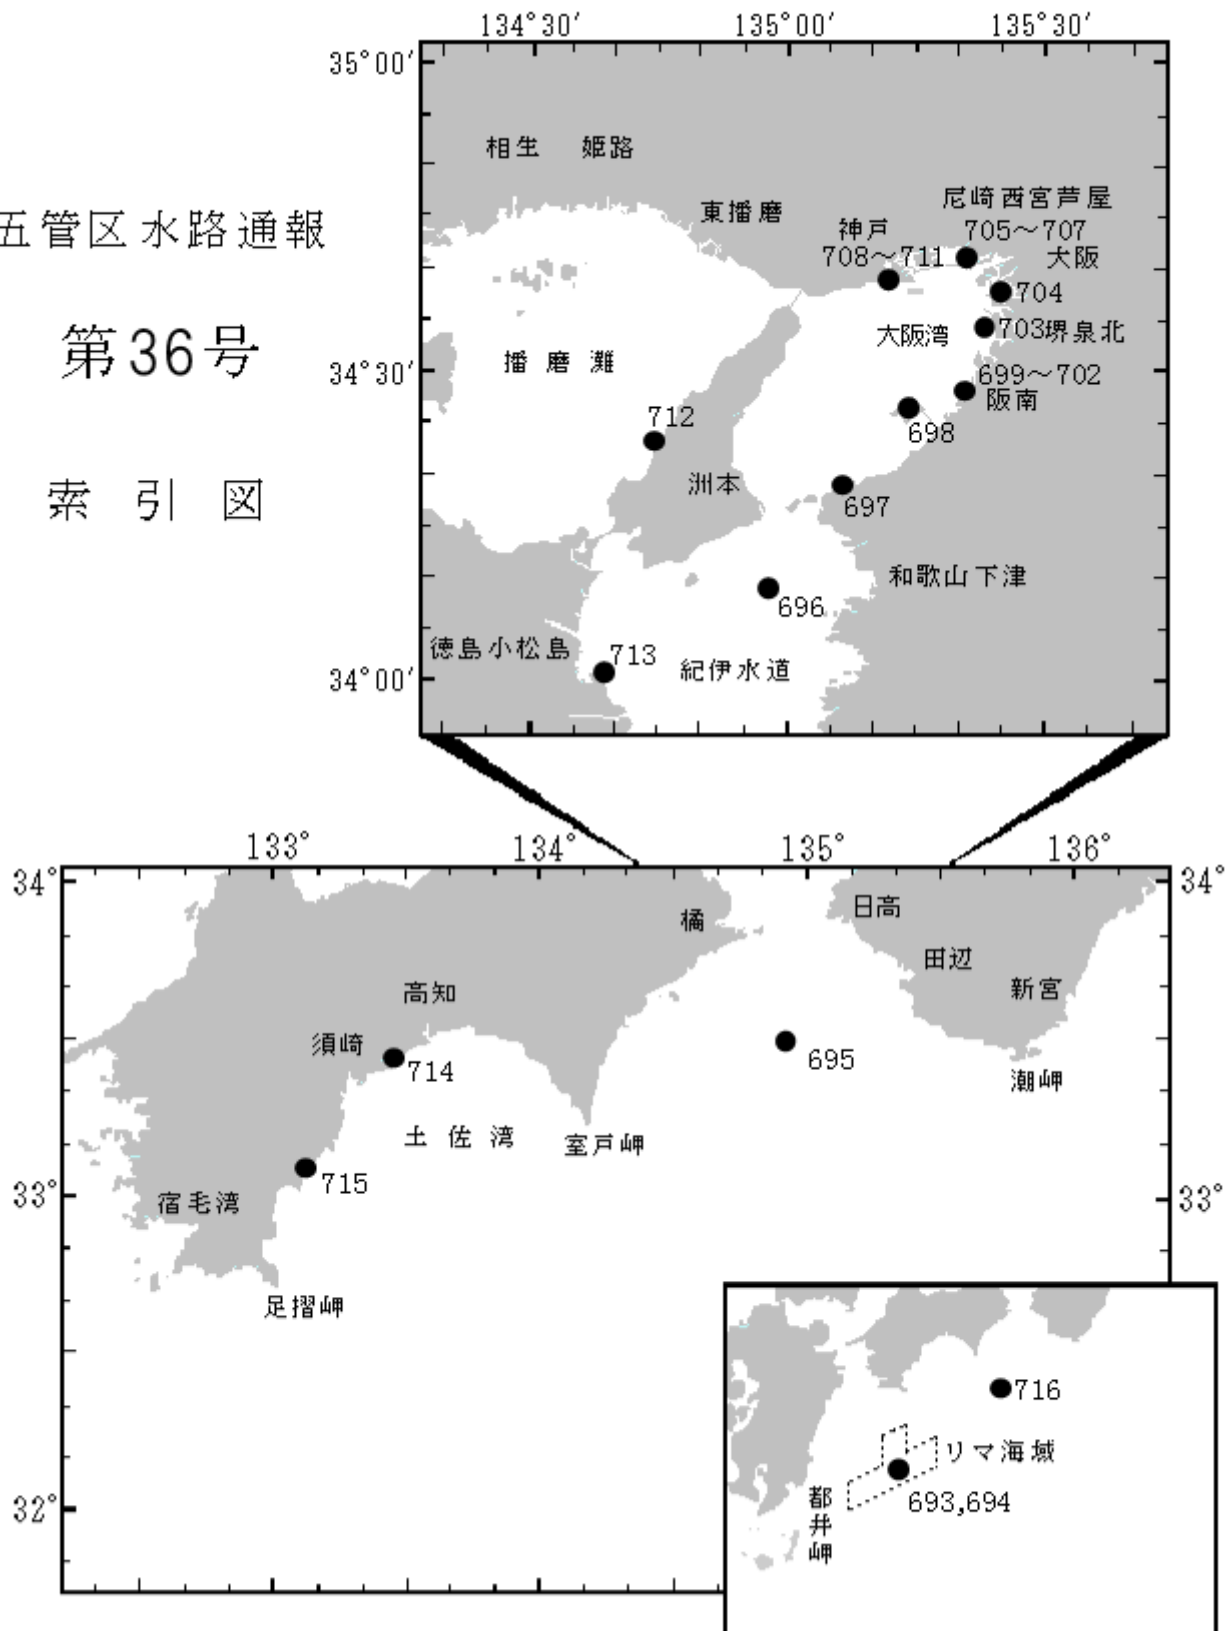 134°30′ 135°00′ 135°30′
35°00′
相生 姫路
尼崎西宮芦屋
東播磨
705～707
神戸
五管区水路通報
708～711
大阪
704
第36号
大阪湾
703堺泉北
播磨灘
34°30′
699～702
阪南
712
698
索引図
洲本
697
和歌山下津
696
徳島小松島
713
紀伊水道
34°00′
133° 134° 135° 136°
34° 34°
橘
日高
田辺
高知
新宮
須崎
714
695
潮岬
土佐湾
室戸岬
715
宿毛湾
33° 33°
足摺岬
716
リマ海域
都井岬
693,694
32°